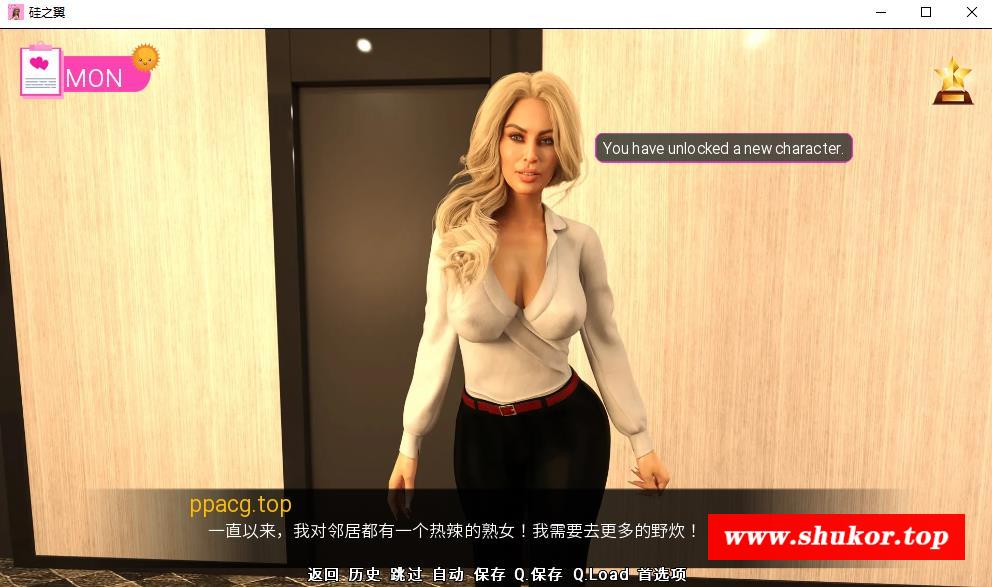 硅之翼
MON
You have unlocked a new character.
ppacg.top
一直以来，我对邻居都有一个热辣的熟女！我需要去更多的野炊！
www.shukor.top
返回 历史 跳过 自动 保存 Q.保存 Q.Load 首选项